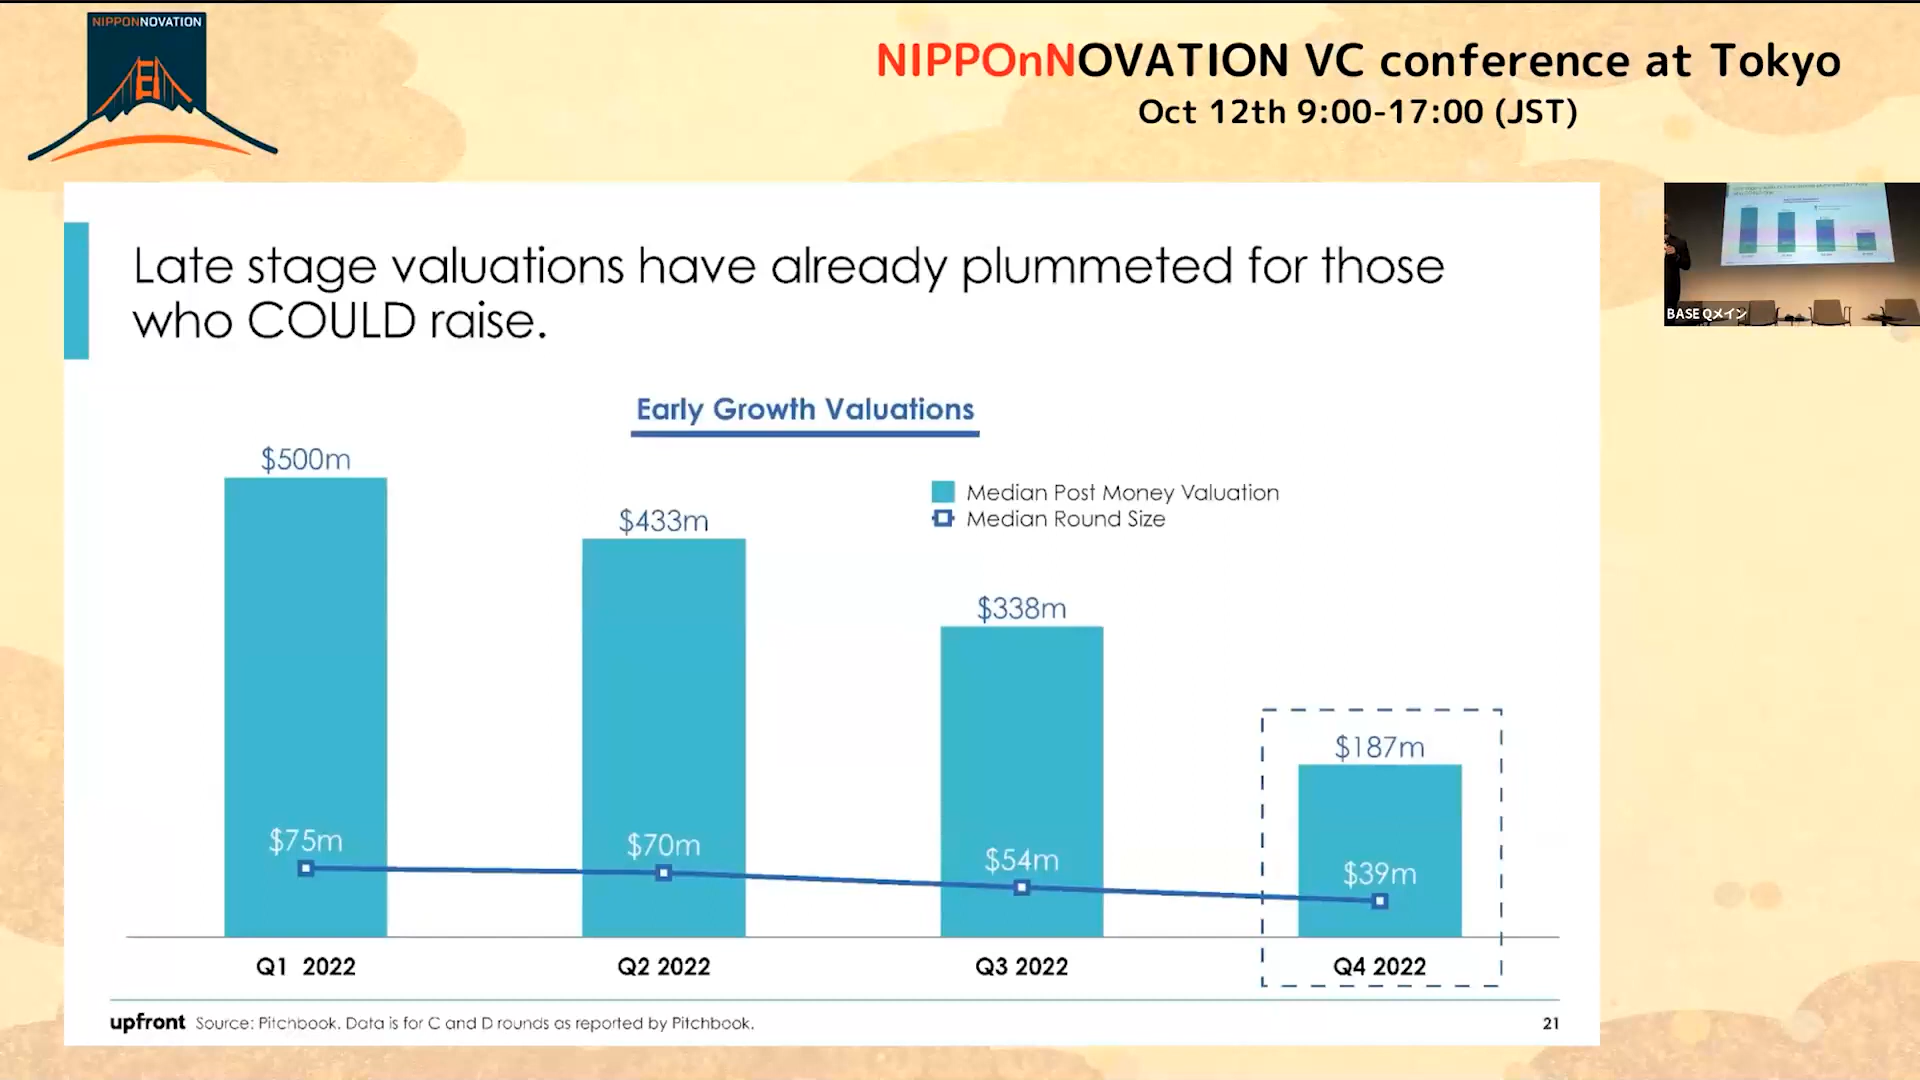 NIPPONNOVATION
NIPPOnNOVATION VC conference at Tokyo
Oct 12th 9:00-17:00 (JST)
Late stage valuations have already plummeted for those
who COULD raise.
Early Growth Valuations
Median Post Money Valuation
Median Round Size
$500m
$433m
$338m
$187m
$75m
$70m
$54m
$39m
Q1 2022
Q2 2022
Q3 2022
Q4 2022
upfront Source: Pitchbook. Data is for C and D rounds as reported by Pitchbook.
21
BASE Qメイン